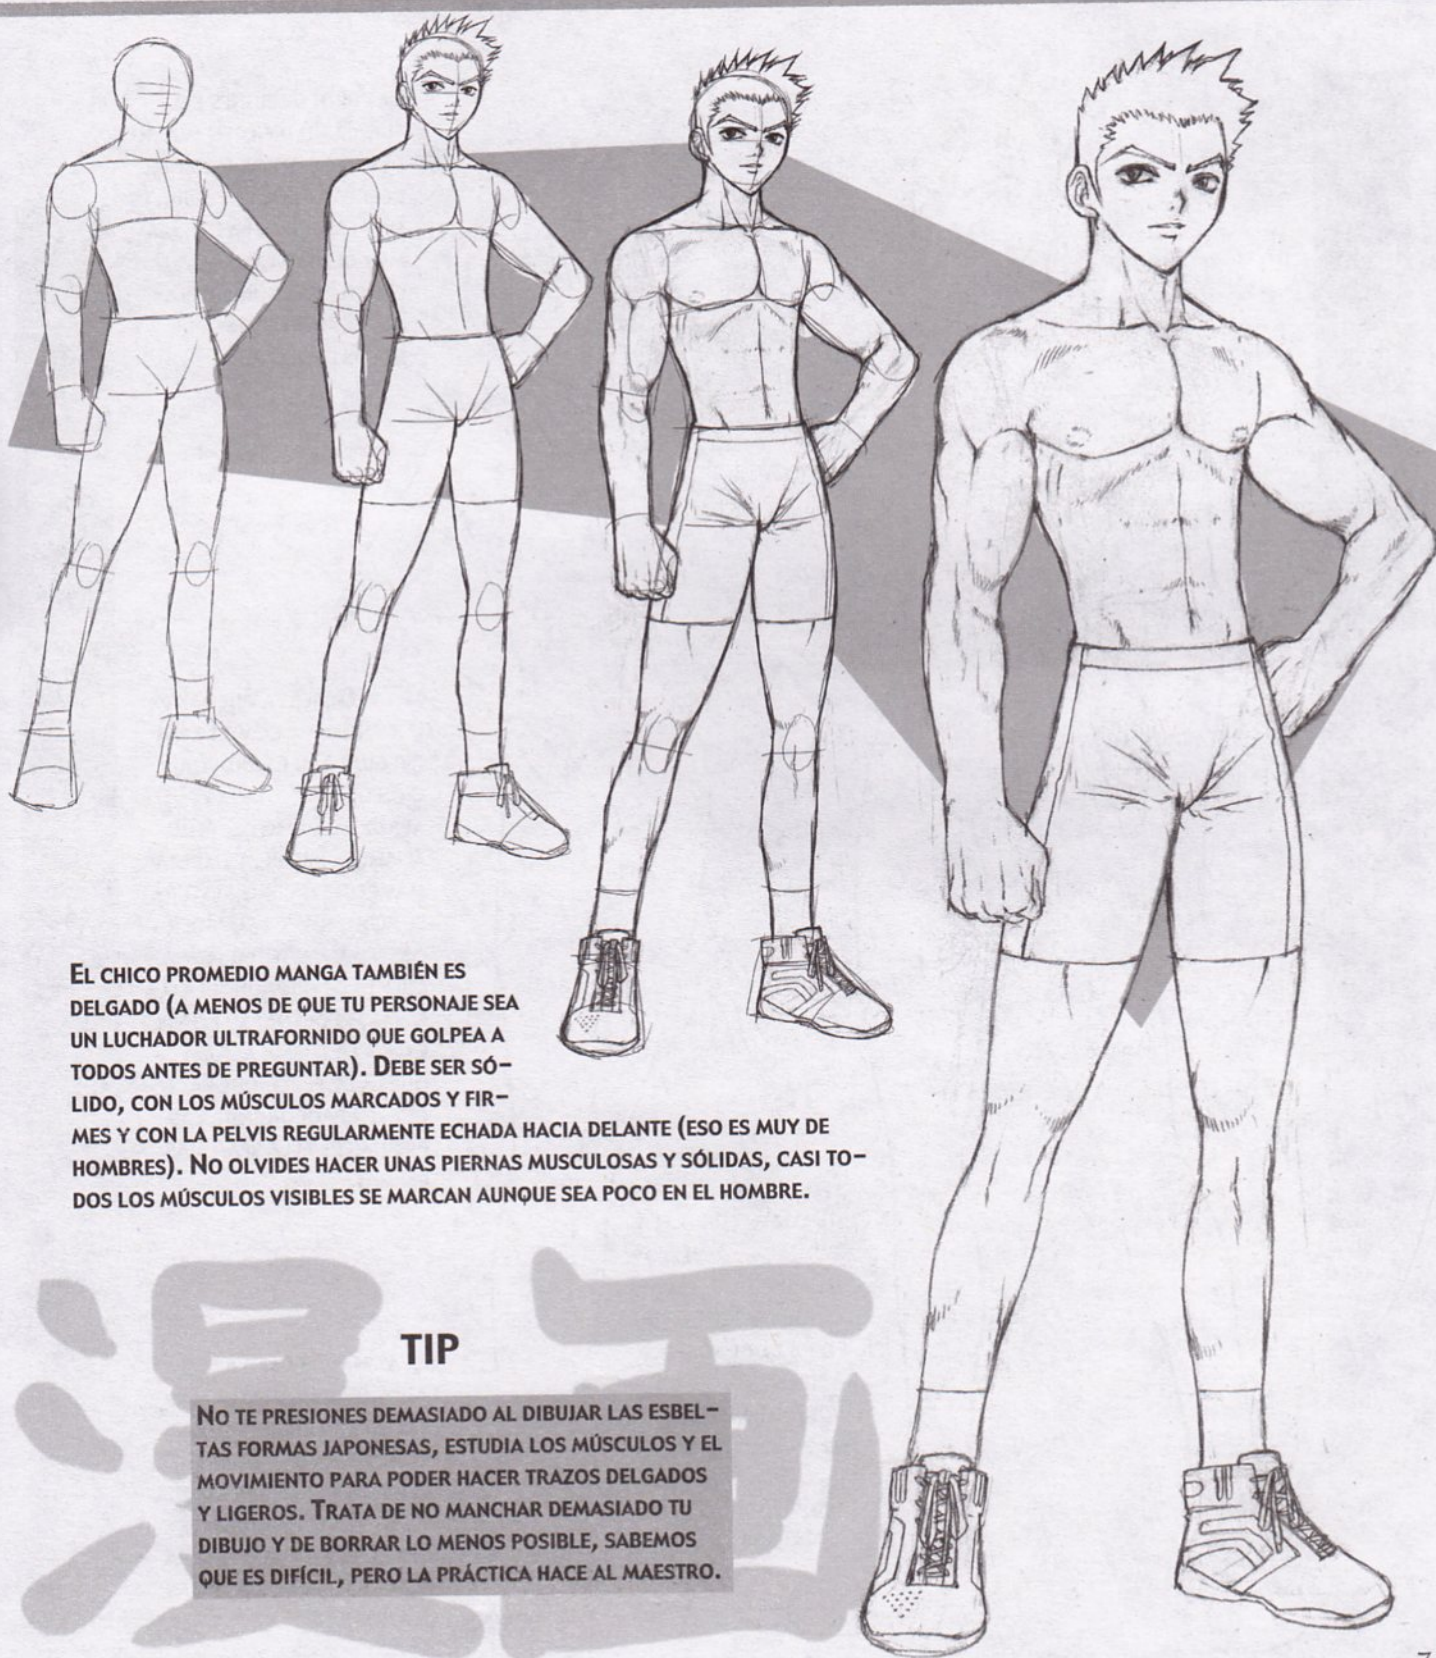 EL CHICO PROMEDIO MANGA TAMBIÉN ES
DELGADO (A MENOS DE QUE TU PERSONAJE SEA
UN LUCHADOR ULTRAFORNIDO QUE GOLPEA A
TODOS ANTES DE PREGUNTAR). DEBE SER SÓ-
LIDO, CON LOS MÚSCULOS MARCADOS Y FIR-
MES Y CON LA PELVIS REGULARMENTE ECHADA HACIA DELANTE (ESO ES MUY DE
HOMBRES). NO OLVIDES HACER UNAS PIERNAS MUSCULOSAS Y SÓLIDAS, CASI TO-
DOS LOS MÚSCULOS VISIBLES SE MARCAN AUNQUE SEA POCO EN EL HOMBRE.
漫画
TIP
NO TE PRESIONES DEMASIADO AL DIBUJAR LAS ESBEL-
TAS FORMAS JAPONESAS, ESTUDIA LOS MÚSCULOS Y EL
MOVIMIENTO PARA PODER HACER TRAZOS DELGADOS
Y LIGEROS. TRATA DE NO MANCHAR DEMASIADO TU
DIBUJO Y DE BORRAR LO MENOS POSIBLE, SABEMOS
QUE ES DIFÍCIL, PERO LA PRÁCTICA HACE AL MAESTRO.